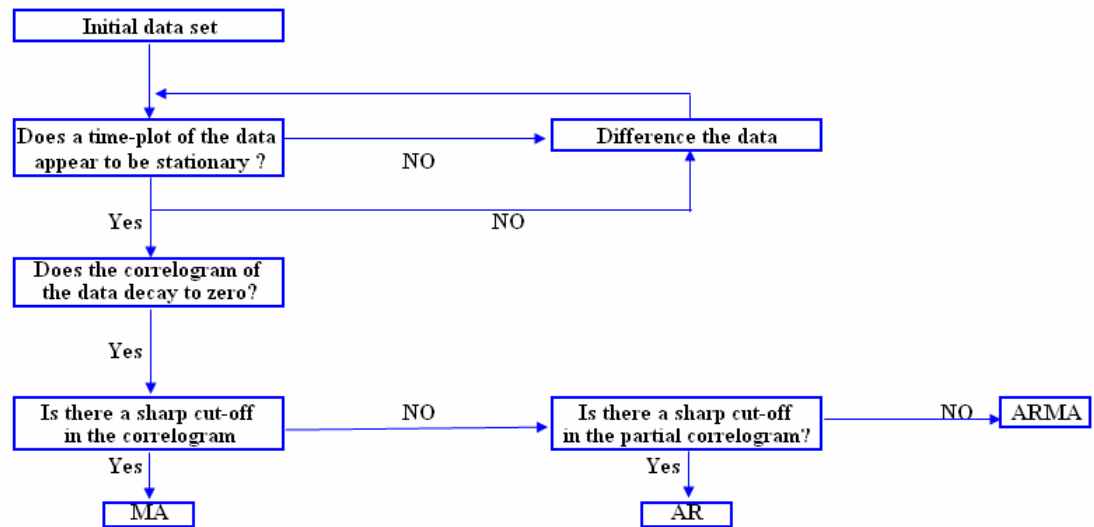 Initial data set
Does a time-plot of the data
appear to be stationary ?
NO
Difference the data
Yes
NO
Does the correlogram of
the data decay to zero?
Yes
Is there a sharp cut-off
in the correlogram
NO
Is there a sharp cut-off
in the partial correlogram?
NO
ARMA
Yes
Yes
MA
AR